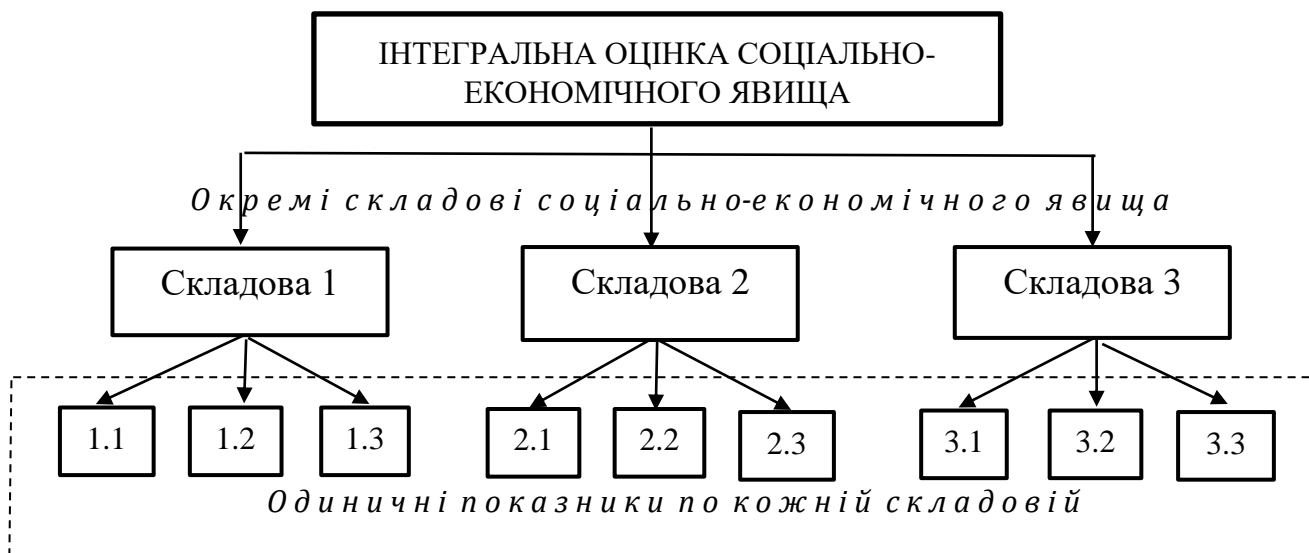 ІНТЕГРАЛЬНА ОЦІНКА СОЦІАЛЬНО-
ЕКОНОМІЧНОГО ЯВИЩА
Окремі складові соціально-економічного явища
Складова 1
Складова 2
Складова 3
1.1
1.2
1.3
2.1
2.2
2.3
3.1
3.2
3.3
Одиничні показники по кожній складовій